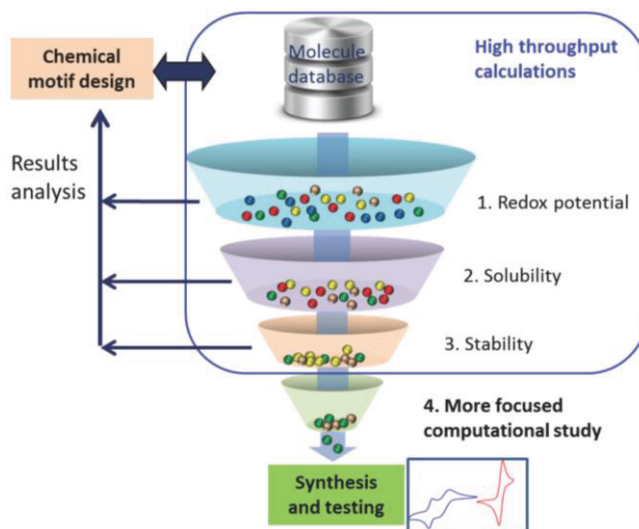 Chemical
motif design
Molecule
database
High throughput
calculations
Results
analysis
1. Redox potential
2. Solubility
3. Stability
4. More focused
computational study
Synthesis
and testing